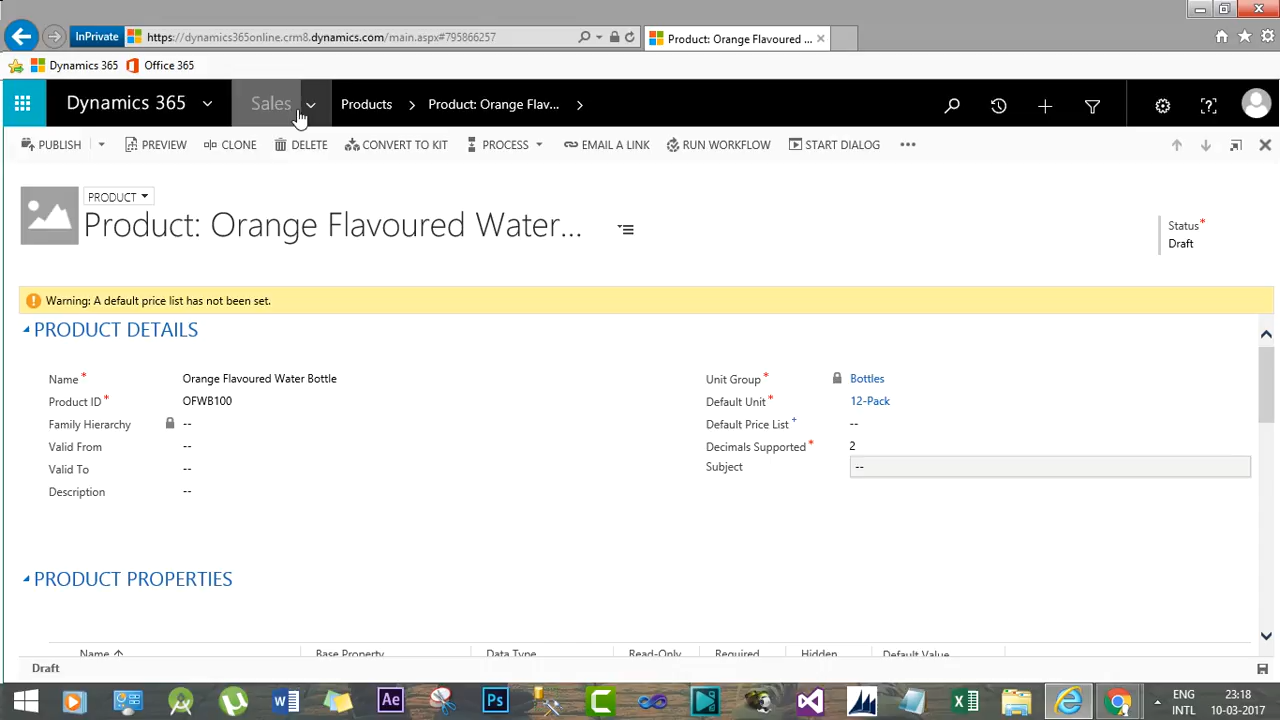 InPrivate https://dynamics365online.crm8.dynamics.com/main.aspx#795866257 Product: Orange Flavoured ...
Dynamics 365 Office 365
Dynamics 365 Sales Products Product: Orange Flav...
PUBLISH PREVIEW CLONE DELETE CONVERT TO KIT PROCESS EMAIL A LINK RUN WORKFLOW START DIALOG
PRODUCT
Product: Orange Flavoured Water...
Status*
Draft
Warning: A default price list has not been set.
PRODUCT DETAILS
Name* Orange Flavoured Water Bottle Unit Group* Bottles
Product ID* OFWB100 Default Unit* 12-Pack
Family Hierarchy -- Default Price List+ --
Valid From -- Decimals Supported* 2
Valid To -- Subject --
Description --
PRODUCT PROPERTIES
Name Base Property Data Type Read-Only Required Hidden Default Value
Draft
ENG 23:18
INTL 10-03-2017